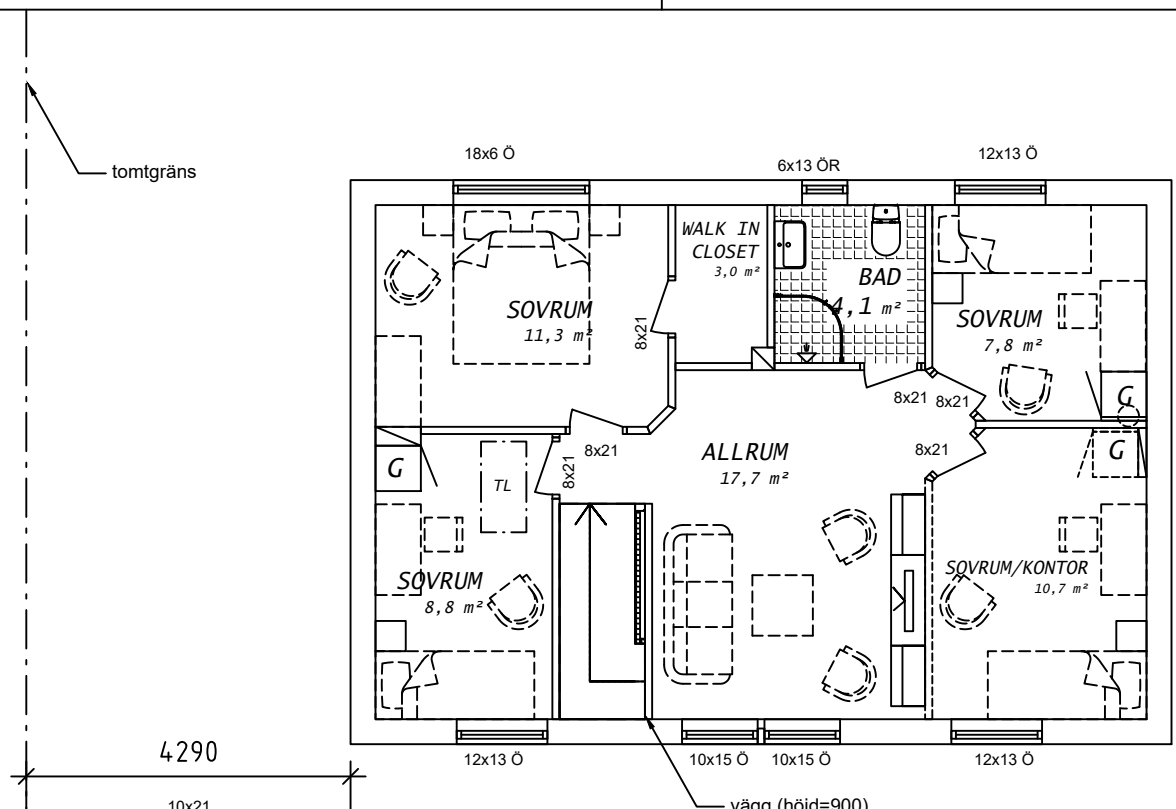 18x6 Ö
6x13 ÖR
12x13 Ö
tomtgräns
WALK IN
CLOSET
3,0 m²
BAD
4,1 m²
SOVRUM
11,3 m²
SOVRUM
7,8 m²
8x21
8x21
8x21
G
8x21
8x21
ALLRUM
17,7 m²
8x21
G
G
TL
8x21
SOVRUM
8,8 m²
SOVRUM/KONTOR
10,7 m²
4290
12x13 Ö
10x15 Ö
10x15 Ö
12x13 Ö
10x21
vägg (höjd=900)